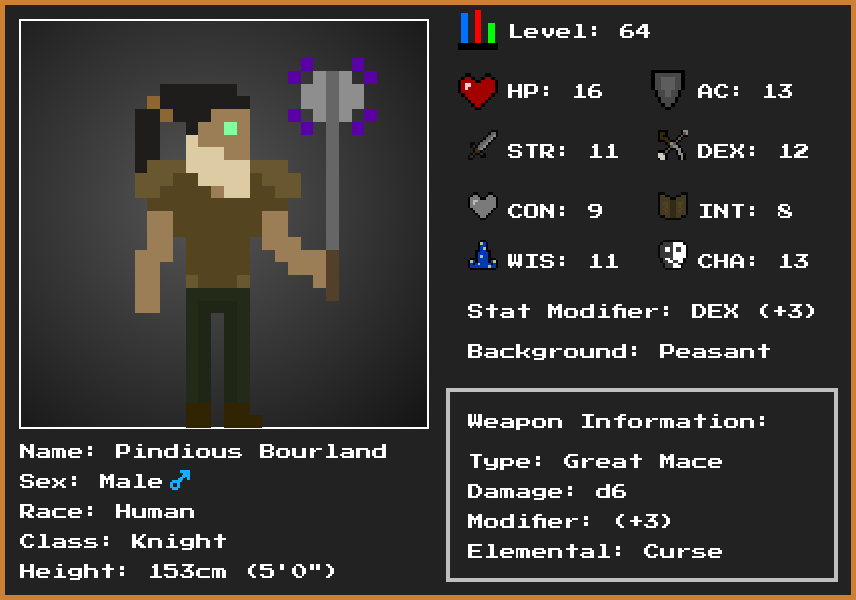 Level: 64
HP: 16
AC: 13
STR: 11
DEX: 12
CON: 9
INT: 8
WIS: 11
CHA: 13
Stat Modifier: DEX (+3)
Background: Peasant
Weapon Information:
Type: Great Mace
Damage: d6
Modifier: (+3)
Elemental: Curse
Name: Pindious Bourland
Sex: Male♂
Race: Human
Class: Knight
Height: 153cm (5'0")